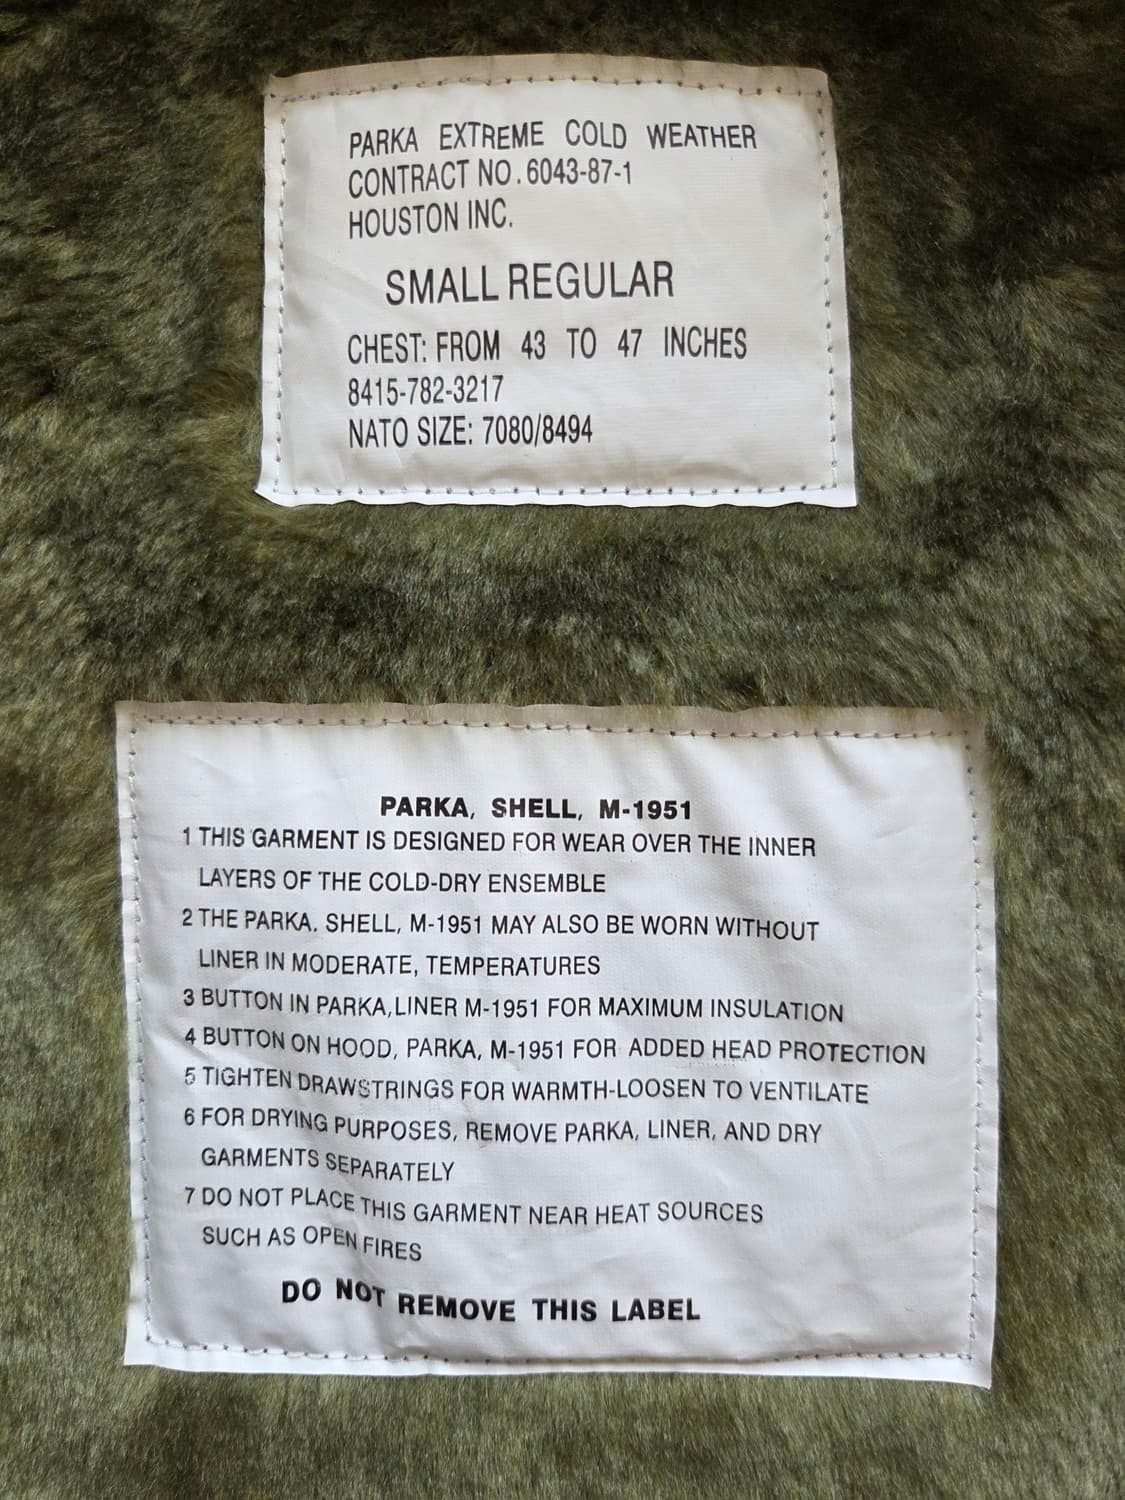 PARKA EXTREME COLD WEATHER
CONTRACT NO.6043-87-1
HOUSTON INC.
SMALL REGULAR
CHEST: FROM 43 TO 47 INCHES
8415-782-3217
NATO SIZE: 7080/8494
PARKA, SHELL, M-1951
1 THIS GARMENT IS DESIGNED FOR WEAR OVER THE INNER
LAYERS OF THE COLD-DRY ENSEMBLE
2 THE PARKA. SHELL, M-1951 MAY ALSO BE WORN WITHOUT
LINER IN MODERATE, TEMPERATURES
3 BUTTON IN PARKA,LINER M-1951 FOR MAXIMUM INSULATION
4 BUTTON ON HOOD, PARKA, M-1951 FOR ADDED HEAD PROTECTION
5 TIGHTEN DRAWSTRINGS FOR WARMTH-LOOSEN TO VENTILATE
6 FOR DRYING PURPOSES, REMOVE PARKA, LINER, AND DRY
GARMENTS SEPARATELY
7 DO NOT PLACE THIS GARMENT NEAR HEAT SOURCES
SUCH AS OPEN FIRES
DO NOT REMOVE THIS LABEL